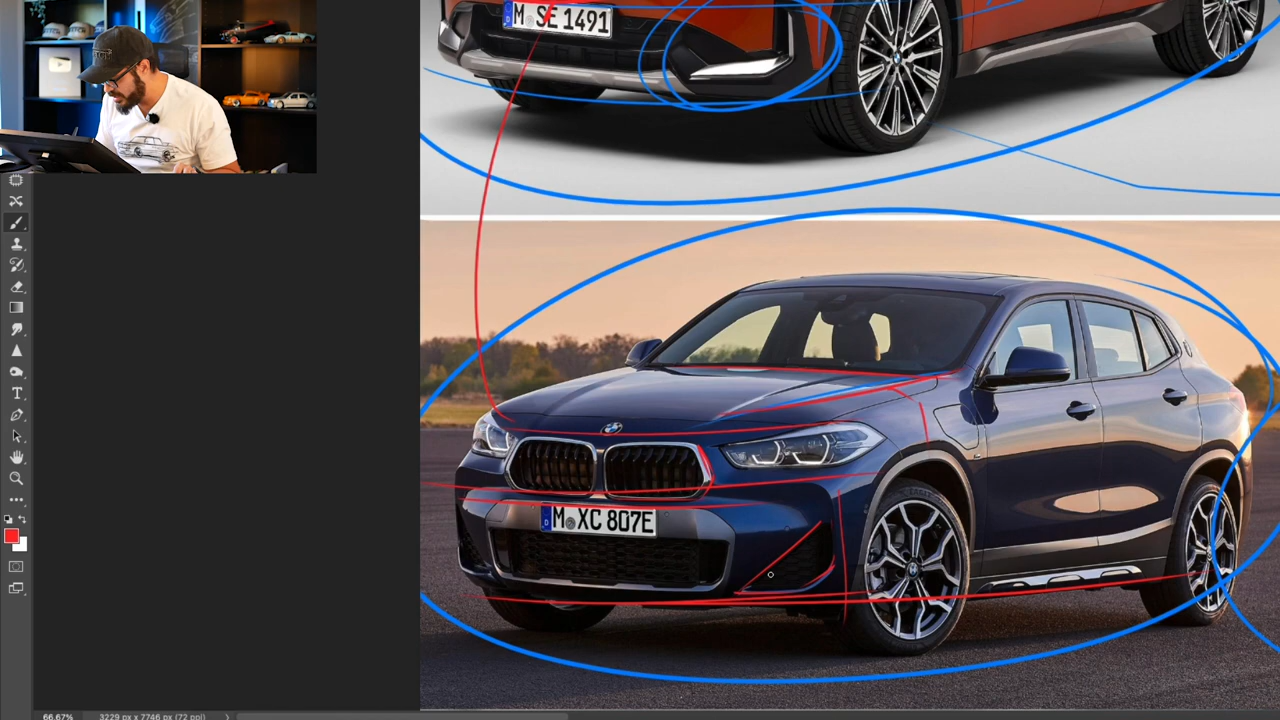 M SE 1491
D
M XC 807E
D
T
66.67%
3229 px x 7746 px (72 ppi)